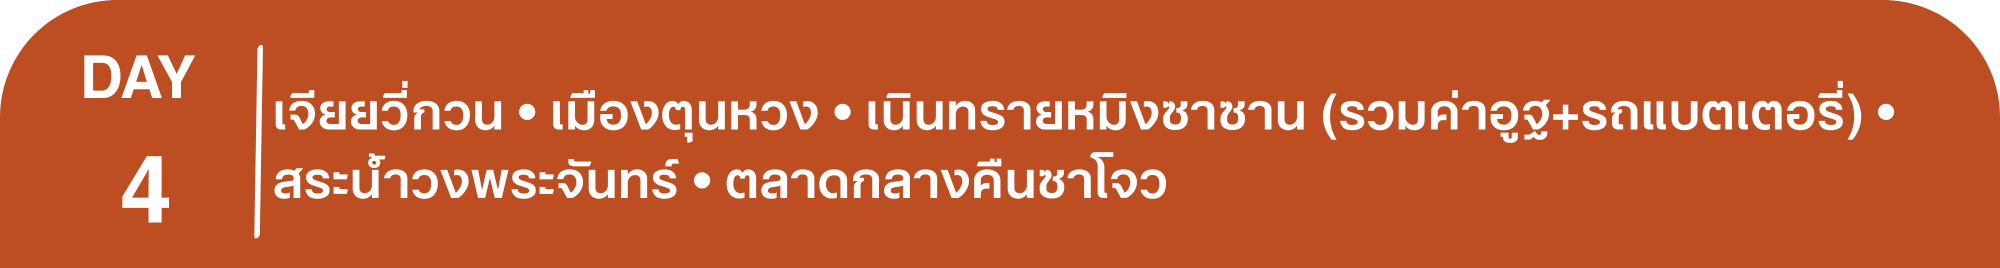 DAY
4
เจียยวี่กวน • เมืองตุนหวง • เนินทรายหมิงซาซาน (รวมค่าอูฐ+รถแบตเตอรี่) •
สระน้ำวงพระจันทร์ • ตลาดกลางคืนซาโจว